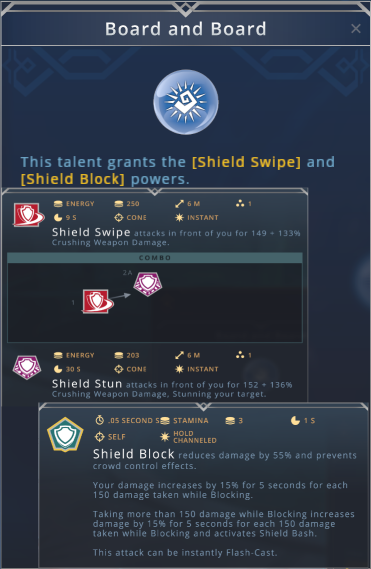 Board and Board
This talent grants the [Shield Swipe] and
[Shield Block] powers.
ENERGY 250 6 M 1
9 S CONE INSTANT
Shield Swipe attacks in front of you for 149 + 133%
Crushing Weapon Damage.
COMBO
2A
1
ENERGY 203 6 M 1
30 S CONE INSTANT
Shield Stun attacks in front of you for 152 + 136%
Crushing Weapon Damage, Stunning your target.
.05 SECOND S STAMINA 3 1 S
SELF HOLD
CHANNELED
Shield Block reduces damage by 55% and prevents
crowd control effects.
Your damage increases by 15% for 5 seconds for each
150 damage taken while Blocking.
Taking more than 150 damage while Blocking increases
damage by 15% for 5 seconds for each 150 damage
taken while Blocking and activates Shield Bash.
This attack can be instantly Flash-Cast.